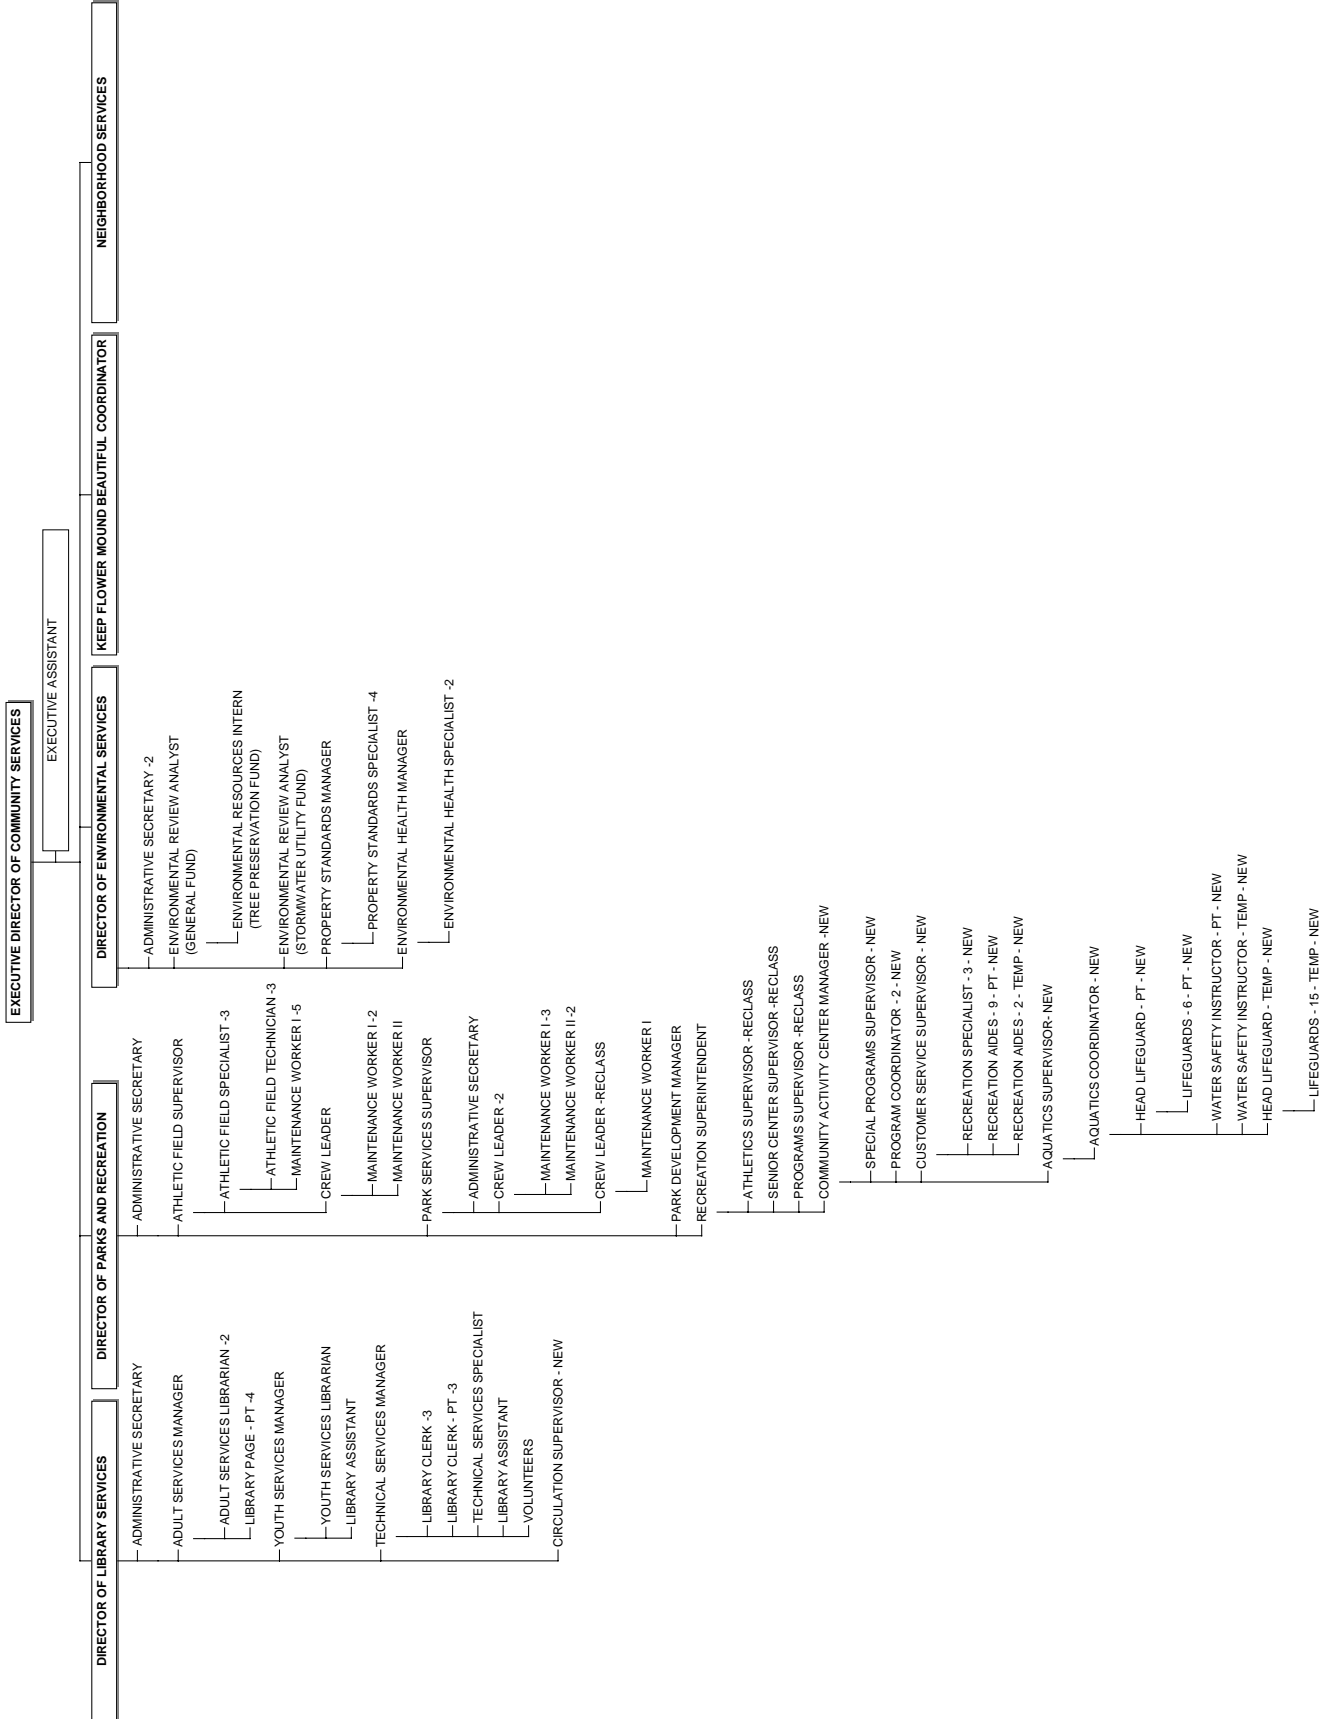 EXECUTIVE DIRECTOR OF COMMUNITY SERVICES
EXECUTIVE ASSISTANT
DIRECTOR OF LIBRARY SERVICES
ADMINISTRATIVE SECRETARY
ADULT SERVICES MANAGER
ADULT SERVICES LIBRARIAN -2
LIBRARY PAGE - PT -4
YOUTH SERVICES MANAGER
YOUTH SERVICES LIBRARIAN
LIBRARY ASSISTANT
TECHNICAL SERVICES MANAGER
LIBRARY CLERK -3
LIBRARY CLERK - PT -3
TECHNICAL SERVICES SPECIALIST
LIBRARY ASSISTANT
VOLUNTEERS
CIRCULATION SUPERVISOR - NEW
DIRECTOR OF PARKS AND RECREATION
ADMINISTRATIVE SECRETARY
ATHLETIC FIELD SUPERVISOR
ATHLETIC FIELD SPECIALIST -3
ATHLETIC FIELD TECHNICIAN -3
MAINTENANCE WORKER I -5
CREW LEADER
MAINTENANCE WORKER I -2
MAINTENANCE WORKER II
PARK SERVICES SUPERVISOR
ADMINISTRATIVE SECRETARY
CREW LEADER -2
MAINTENANCE WORKER I -3
MAINTENANCE WORKER II -2
CREW LEADER -RECLASS
MAINTENANCE WORKER I
PARK DEVELOPMENT MANAGER
RECREATION SUPERINTENDENT
ATHLETICS SUPERVISOR -RECLASS
SENIOR CENTER SUPERVISOR -RECLASS
PROGRAMS SUPERVISOR -RECLASS
COMMUNITY ACTIVITY CENTER MANAGER -NEW
SPECIAL PROGRAMS SUPERVISOR - NEW
PROGRAM COORDINATOR - 2 - NEW
CUSTOMER SERVICE SUPERVISOR - NEW
RECREATION SPECIALIST - 3 - NEW
RECREATION AIDES - 9 - PT - NEW
RECREATION AIDES - 2 - TEMP - NEW
AQUATICS SUPERVISOR- NEW
AQUATICS COORDINATOR - NEW
HEAD LIFEGUARD - PT - NEW
LIFEGUARDS - 6 - PT - NEW
WATER SAFETY INSTRUCTOR - PT - NEW
WATER SAFETY INSTRUCTOR - TEMP - NEW
HEAD LIFEGUARD - TEMP - NEW
LIFEGUARDS - 15 - TEMP - NEW
DIRECTOR OF ENVIRONMENTAL SERVICES
ADMINISTRATIVE SECRETARY -2
ENVIRONMENTAL REVIEW ANALYST
(GENERAL FUND)
ENVIRONMENTAL RESOURCES INTERN
(TREE PRESERVATION FUND)
ENVIRONMENTAL REVIEW ANALYST
(STORMWATER UTILITY FUND)
PROPERTY STANDARDS MANAGER
PROPERTY STANDARDS SPECIALIST -4
ENVIRONMENTAL HEALTH MANAGER
ENVIRONMENTAL HEALTH SPECIALIST -2
KEEP FLOWER MOUND BEAUTIFUL COORDINATOR
NEIGHBORHOOD SERVICES